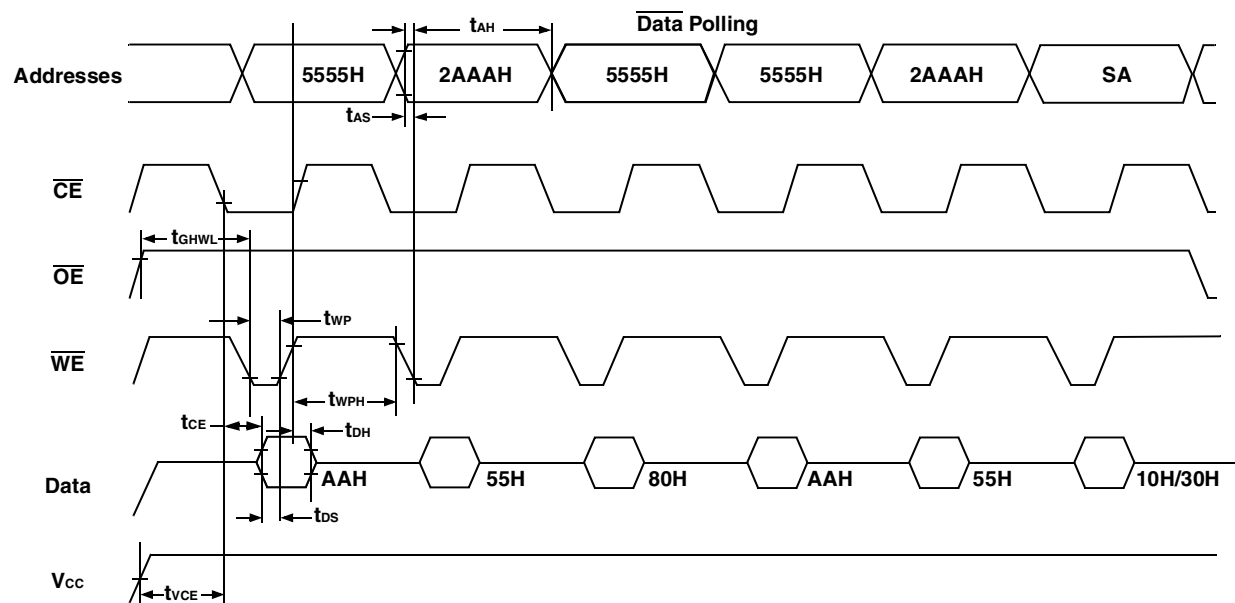 tAH
Data Polling
Addresses 5555H 2AAAH 5555H 5555H 2AAAH SA
tAS
CE
tGHWL
OE
tWP
WE
tWPH
tCE
tDH
Data AAH 55H 80H AAH 55H 10H/30H
tDS
VCC
tVCE